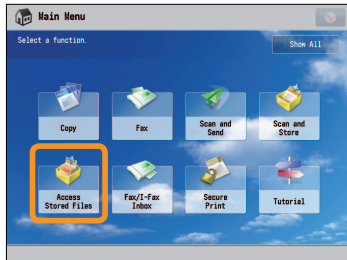 Main Menu
Select a function.
Show All
Copy
Fax
Scan and
Send
Scan and
Store
Access
Stored Files
Fax/I-Fax
Inbox
Secure
Print
Tutorial